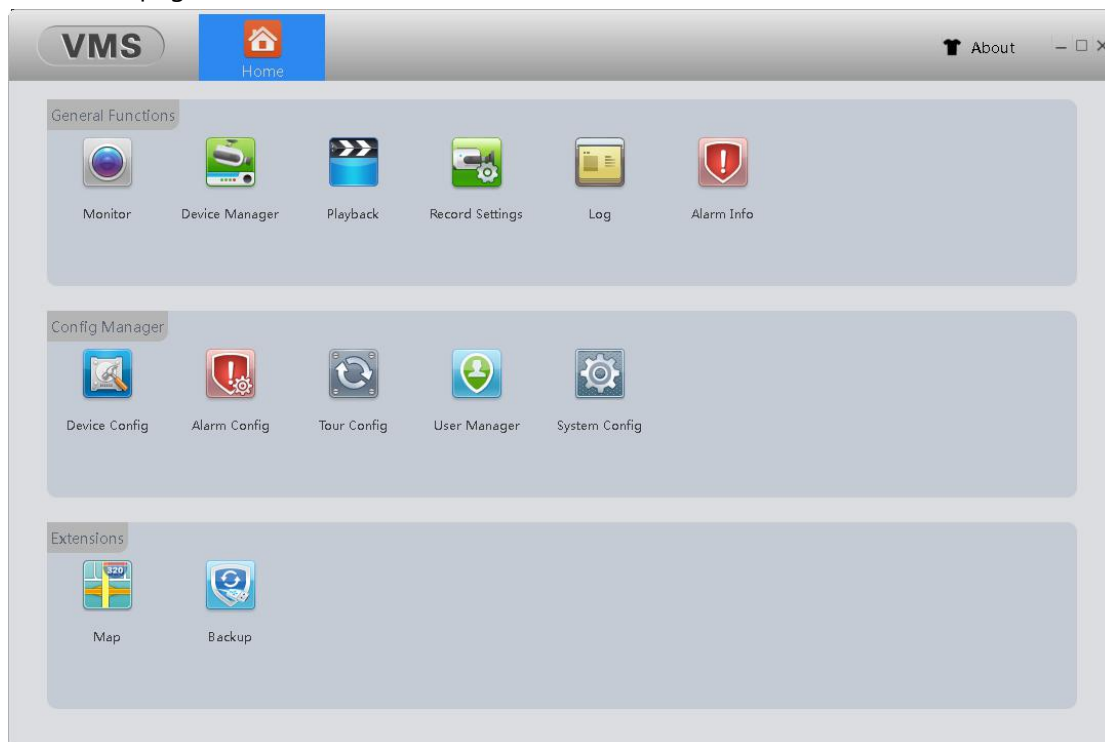 VMS
Home
About
General Functions
Monitor Device Manager Playback Record Settings Log Alarm Info
Config Manager
Device Config Alarm Config Tour Config User Manager System Config
Extensions
320
Map Backup